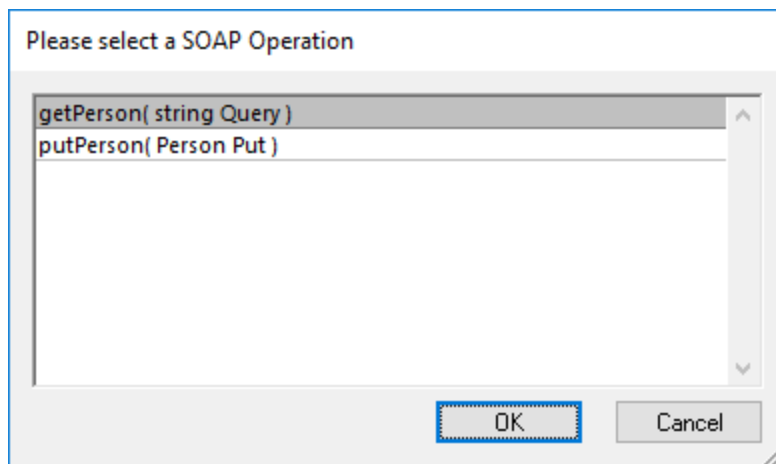 Please select a SOAP Operation
getPerson( string Query )
putPerson( Person Put )
OK
Cancel